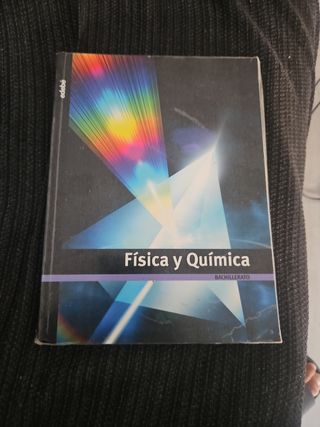 edebé
Física y Química
BACHILLERATO